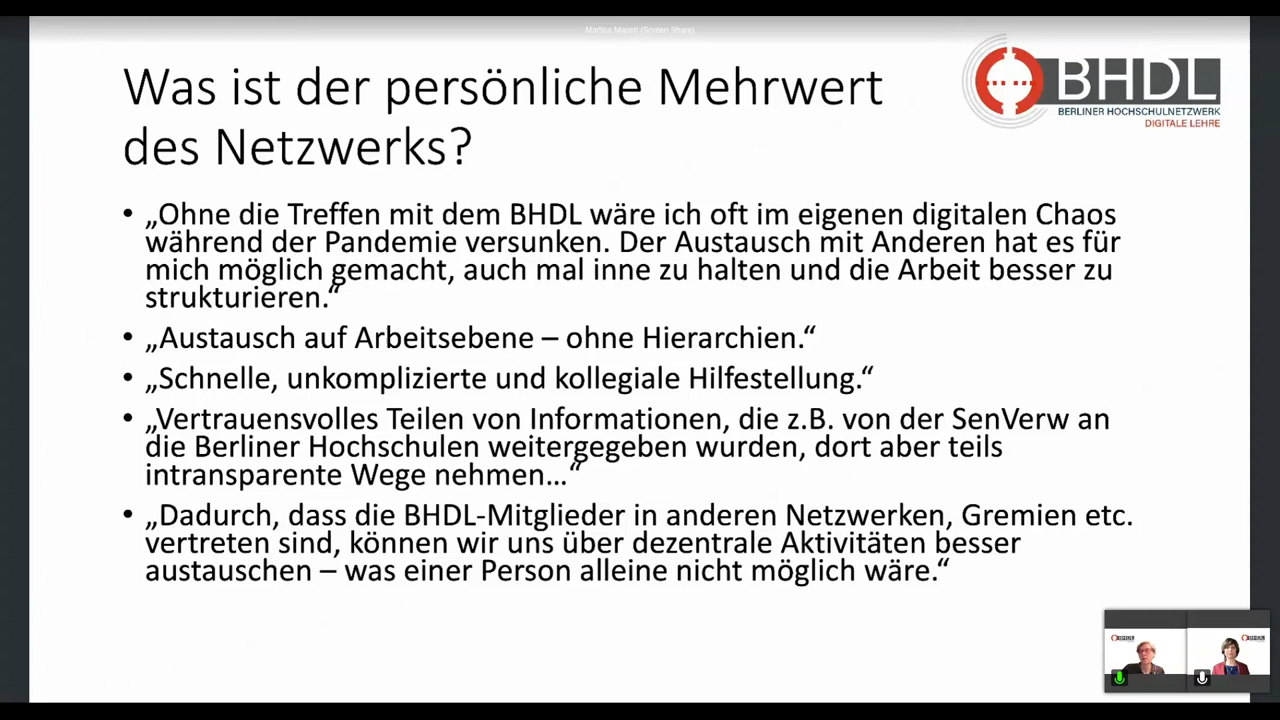 Martina Mauch (Screen Share)
Was ist der persönliche Mehrwert
des Netzwerks?
BHDL
BERLINER HOCHSCHULNETZWERK
DIGITALE LEHRE
• „Ohne die Treffen mit dem BHDL wäre ich oft im eigenen digitalen Chaos
während der Pandemie versunken. Der Austausch mit Anderen hat es für
mich möglich gemacht, auch mal inne zu halten und die Arbeit besser zu
strukturieren.“
• „Austausch auf Arbeitsebene – ohne Hierarchien.“
• „Schnelle, unkomplizierte und kollegiale Hilfestellung.“
• „Vertrauensvolles Teilen von Informationen, die z.B. von der SenVerw an
die Berliner Hochschulen weitergegeben wurden, dort aber teils
intransparente Wege nehmen...“
• „Dadurch, dass die BHDL-Mitglieder in anderen Netzwerken, Gremien etc.
vertreten sind, können wir uns über dezentrale Aktivitäten besser
austauschen – was einer Person alleine nicht möglich wäre.“